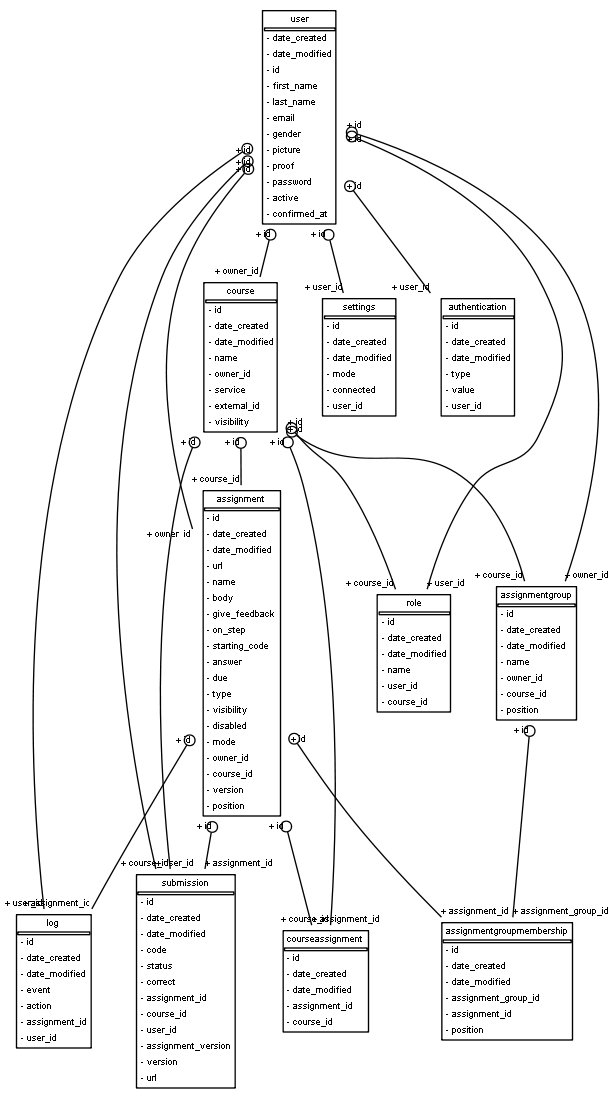 user
- date_created
- date_modified
- id
- first_name
- last_name
- email
- gender
- picture
- proof
- password
- active
- confirmed_at
+ id
+ id
+ id
+ id
+ id
+ id
+ id
+ id
+ owner_id
+ user_id
+ user_id
course
- id
- date_created
- date_modified
- name
- owner_id
- service
- external_id
- visibility
settings
- id
- date_created
- date_modified
- mode
- connected
- user_id
authentication
- id
- date_created
- date_modified
- type
- value
- user_id
+ id
+ id
+ id
+ id
+ id
+ course_id
+ owner_id
assignment
- id
- date_created
- date_modified
- url
- name
- body
- give_feedback
- on_step
- starting_code
- answer
- due
- type
- visibility
- disabled
- mode
- owner_id
- course_id
- version
- position
+ course_id
+ user_id
role
- id
- date_created
- date_modified
- name
- user_id
- course_id
+ course_id
+ owner_id
assignmentgroup
- id
- date_created
- date_modified
- name
- owner_id
- course_id
- position
+ id
+ id
+ id
+ id
+ id
+ user_id
+ assignment_id
log
- id
- date_created
- date_modified
- event
- action
- assignment_id
- user_id
+ course_id
+ user_id
+ assignment_id
submission
- id
- date_created
- date_modified
- code
- status
- correct
- assignment_id
- course_id
- user_id
- assignment_version
- version
- url
+ course_id
+ assignment_id
courseassignment
- id
- date_created
- date_modified
- assignment_id
- course_id
+ assignment_id
+ assignment_group_id
assignmentgroupmembership
- id
- date_created
- date_modified
- assignment_group_id
- assignment_id
- position